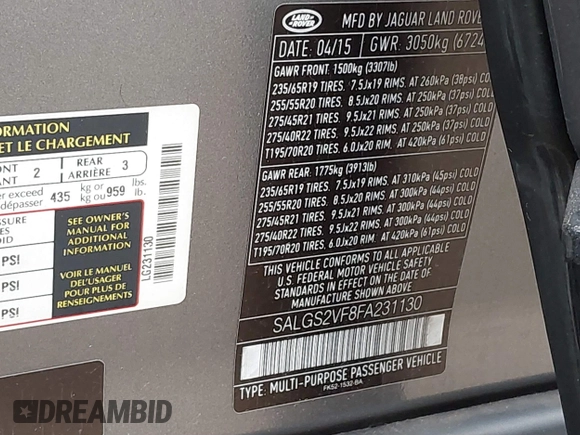 ORMATION
ET LE CHARGEMENT
2
REAR
ARRIÈRE
3
er exceed
dépasser
435
kg or
kg ou
959
lbs.
lb.
SEE OWNER'S
MANUAL FOR
ADDITIONAL
INFORMATION
VOIR LE MANUEL
DE L'USAGER
POUR PLUS DE
RENSEIGNEMENTS
PSI
PSI
PSI
LG231130
LAND
ROVER
MFD BY JAGUAR LAND ROVE
DATE: 04/15
GWR: 3050kg (6724
GAWR FRONT: 1500kg (3307lb)
235/65R19 TIRES. 7.5Jx19 RIMS. AT 260kPa (38psi) COL
255/55R20 TIRES. 8.5Jx20 RIMS. AT 250kPa (37psi) COLD
275/45R21 TIRES. 9.5Jx21 RIMS. AT 250kPa (37psi) COLD
275/40R22 TIRES. 9.5Jx22 RIMS. AT 250kPa (37psi) COLD
T195/70R20 TIRES. 6.0Jx20 RIMS. AT 420kPa (61psi) COLD
GAWR REAR: 1775kg (3913lb)
235/65R19 TIRES. 7.5Jx19 RIMS. AT 310kPa (45psi) COLD
255/55R20 TIRES. 8.5Jx20 RIMS. AT 300kPa (44psi) COLD
275/45R21 TIRES. 9.5Jx21 RIMS. AT 300kPa (44psi) COLD
275/40R22 TIRES. 9.5Jx22 RIMS. AT 300kPa (44psi) COLD
T195/70R20 TIRES. 6.0Jx20 RIM. AT 420kPa (61psi) COLD
THIS VEHICLE CONFORMS TO ALL APPLICABLE
U.S. FEDERAL MOTOR VEHICLE SAFETY
STANDARDS IN EFFECT ON THE DATE OF
MANUFACTURE SHOWN ABOVE.
SALGS2VF8FA231130
TYPE: MULTI-PURPOSE PASSENGER VEHICLE
FK52-1532-BA
DREAMBID